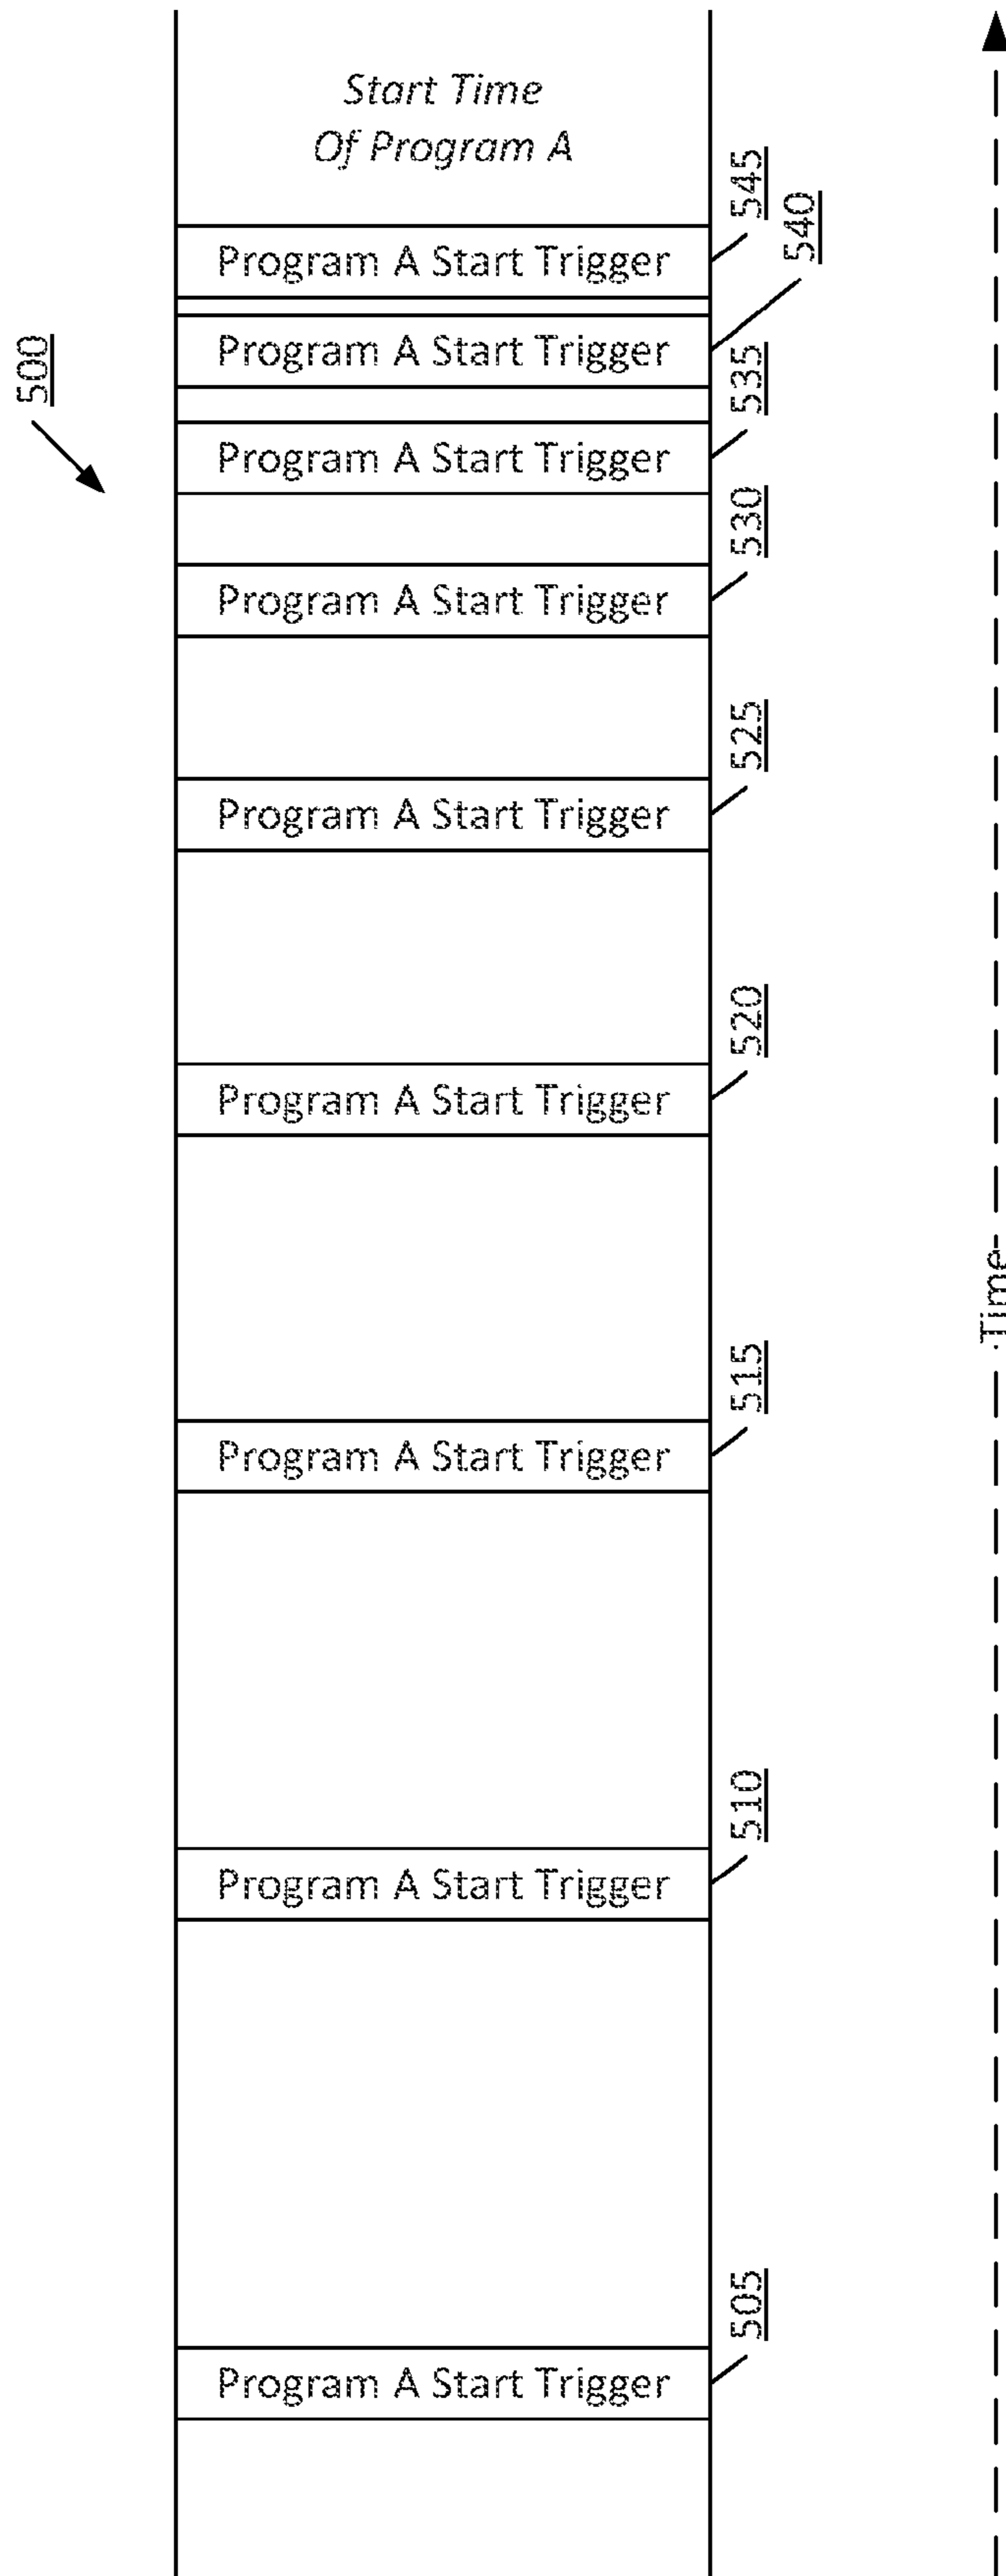 Start Time
Of Program A
545
Program A Start Trigger
540
500
Program A Start Trigger
535
Program A Start Trigger
530
Program A Start Trigger
525
Program A Start Trigger
520
Program A Start Trigger
Time
515
Program A Start Trigger
510
Program A Start Trigger
505
Program A Start Trigger